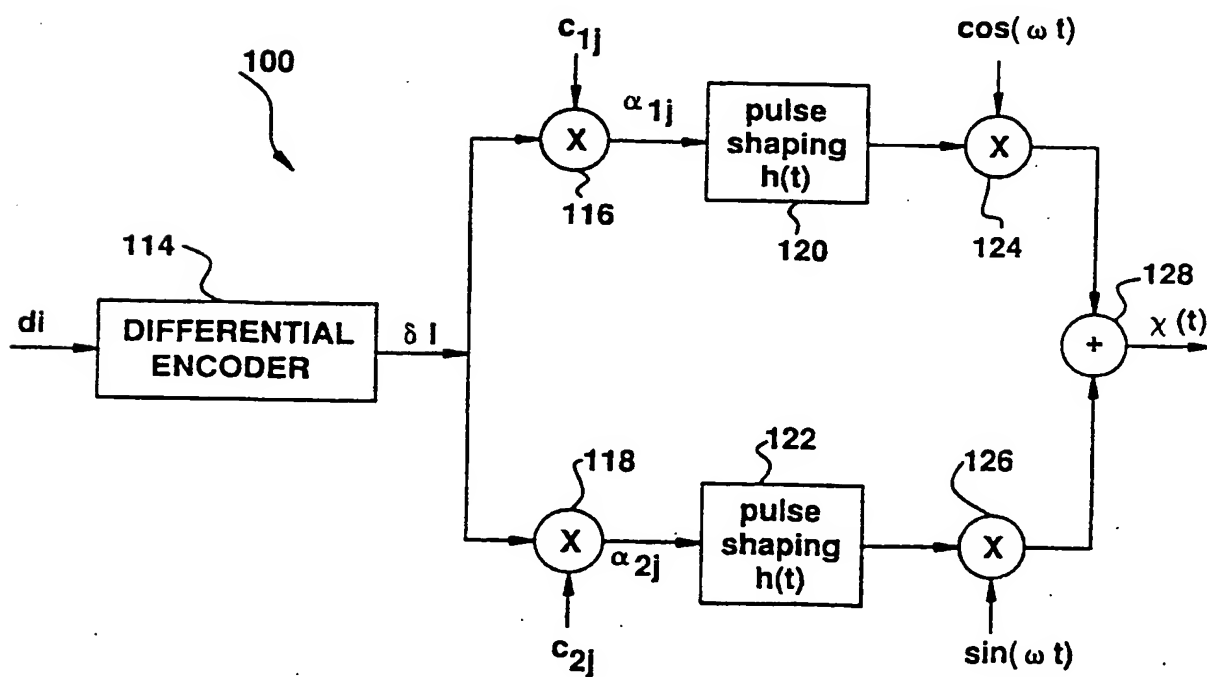 100
c1j
cos(ω t)
α1j
X
pulse
shaping
h(t)
X
116
120
124
114
128
di
DIFFERENTIAL
ENCODER
δ I
+
χ (t)
118
122
126
X
α2j
pulse
shaping
h(t)
X
c2j
sin(ω t)